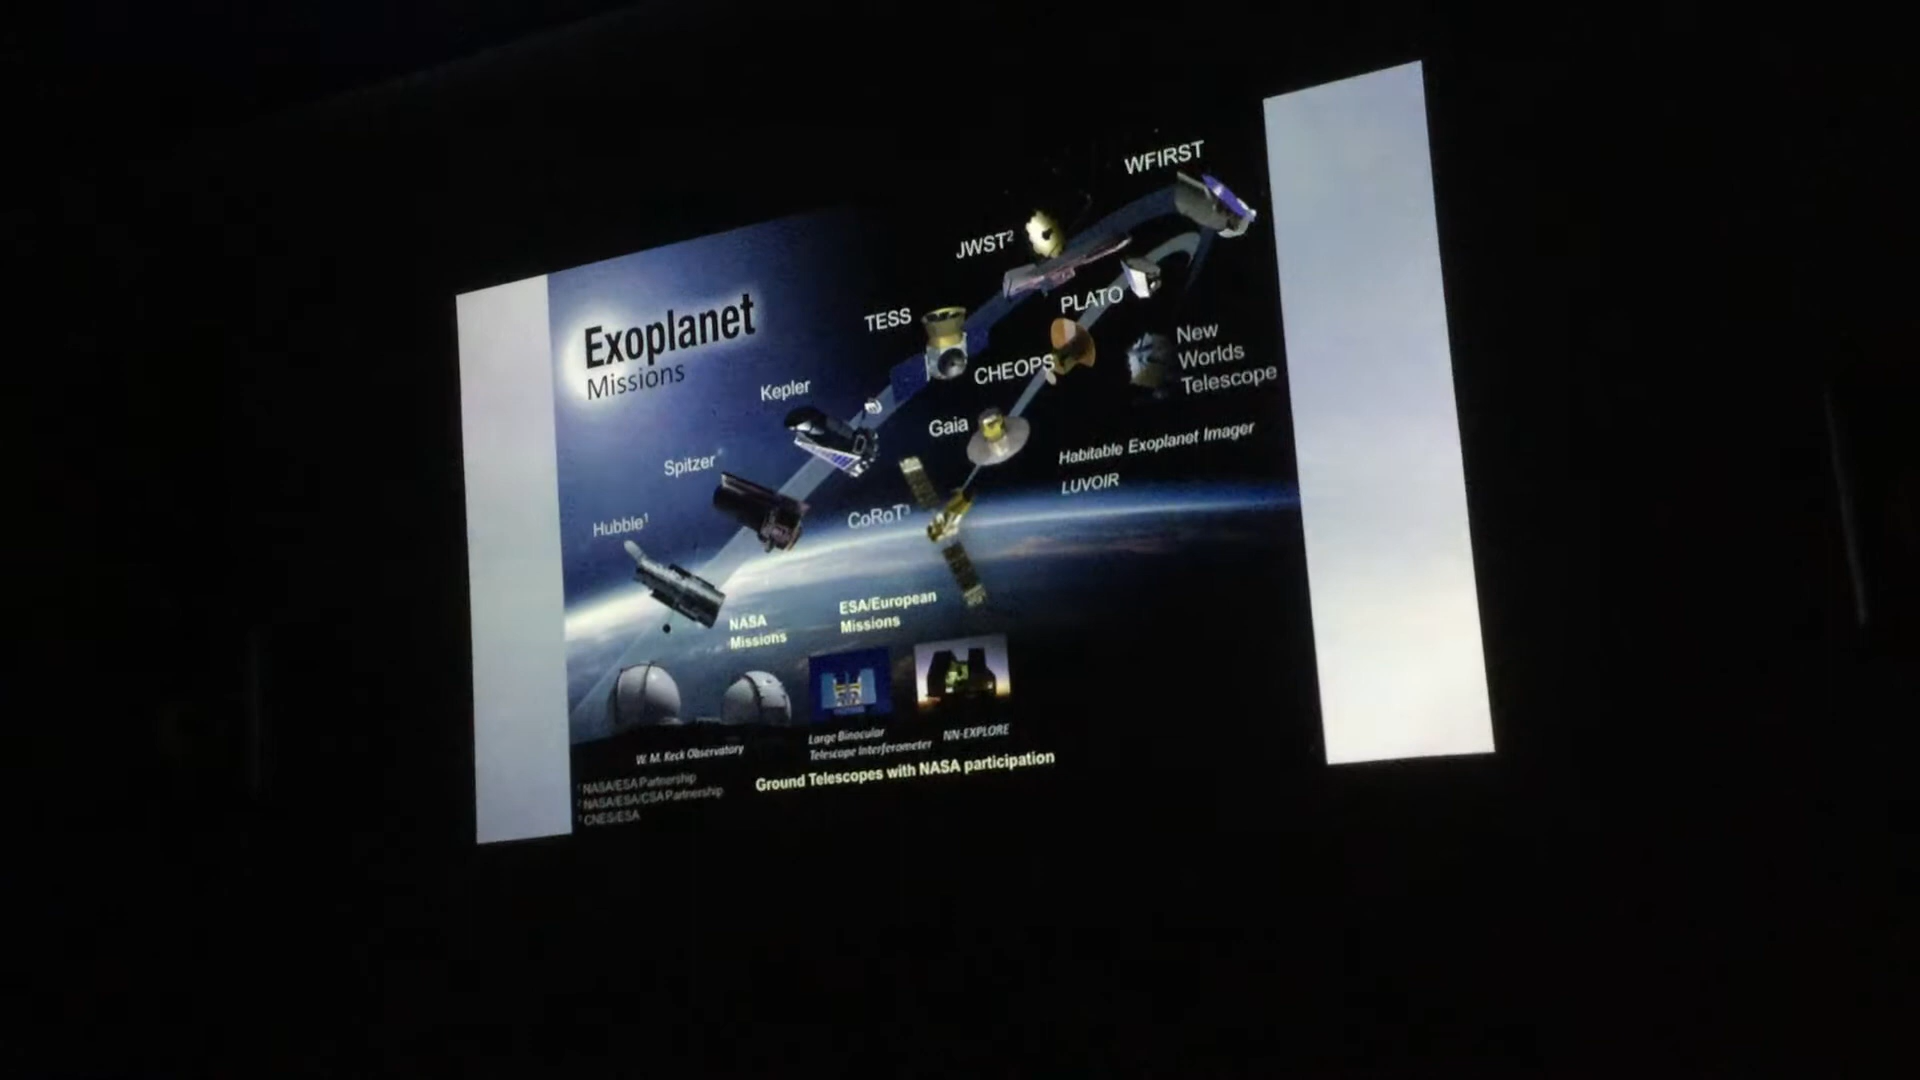 Exoplanet
Missions
WFIRST
JWST²
PLATO
TESS
New
Worlds
Telescope
CHEOPS
Kepler
Gaia
Habitable Exoplanet Imager
LUVOIR
Spitzer
CoRoT³
Hubble¹
NASA
Missions
ESA/European
Missions
W. M. Keck Observatory
Large Binocular
Telescope Interferometer
NN-EXPLORE
Ground Telescopes with NASA participation
¹ NASA/ESA Partnership
² NASA/ESA/CSA Partnership
³ CNES/ESA